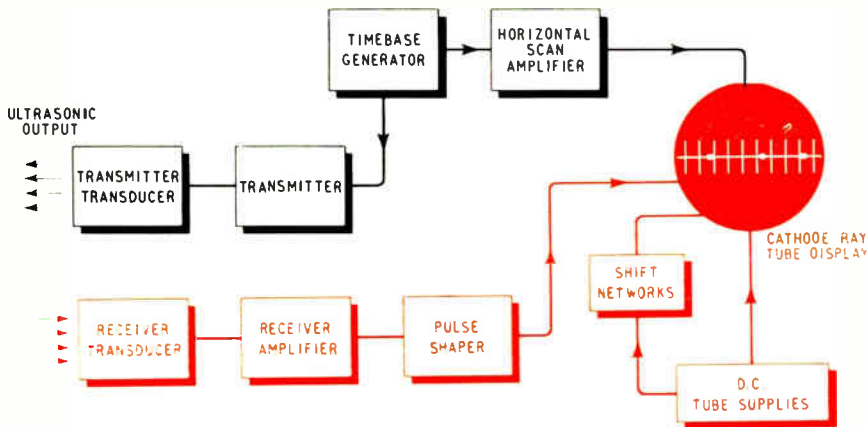 TIMEBASE
GENERATOR
HORIZONTAL
SCAN
AMPLIFIER
ULTRASONIC
OUTPUT
TRANSMITTER
TRANSDUCER
TRANSMITTER
CATHODE RAY
TUBE DISPLAY
SHIFT
NETWORKS
RECEIVER
TRANSDUCER
RECEIVER
AMPLIFIER
PULSE
SHAPER
D.C.
TUBE SUPPLIES